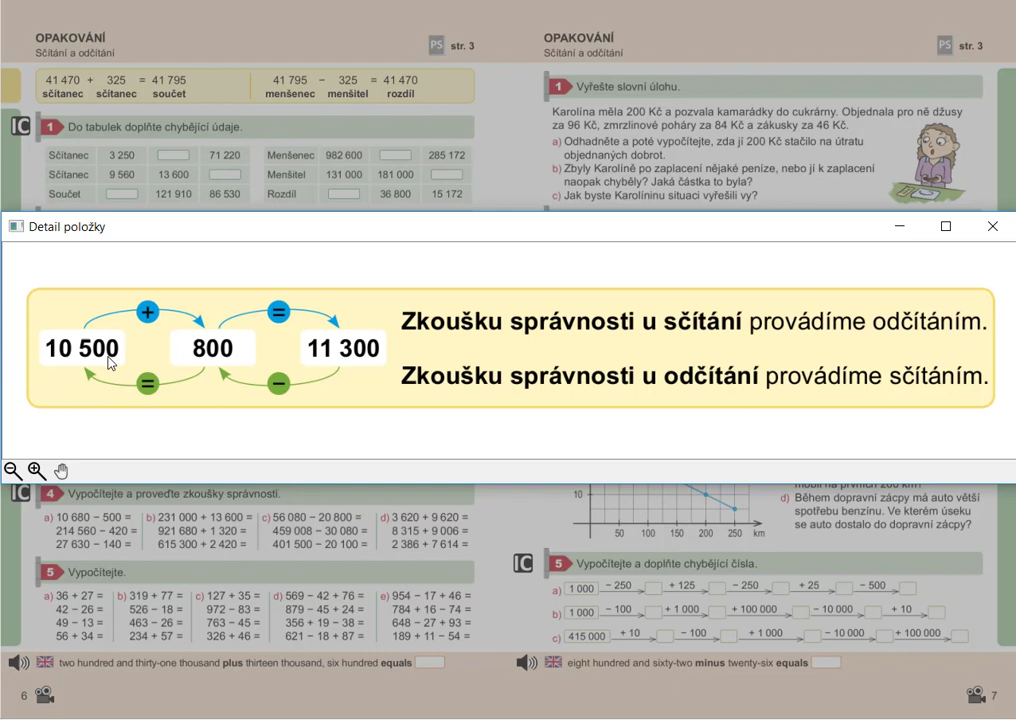 OPAKOVÁNÍ
Sčítání a odčítání
PS str. 3
41 470 + 325 = 41 795
sčítanec sčítanec součet
41 795 − 325 = 41 470
menšenec menšitel rozdíl
IC
1 Do tabulek doplňte chybějící údaje.
Sčítanec 3 250 71 220
Sčítanec 9 560 13 600
Součet 121 910 86 530
Menšenec 982 600 285 172
Menšitel 131 000 181 000
Rozdíl 36 800 15 172
OPAKOVÁNÍ
Sčítání a odčítání
PS str. 3
1 Vyřešte slovní úlohu.
Karolína měla 200 Kč a pozvala kamarádky do cukrárny. Objednala pro ně džusy
za 96 Kč, zmrzlinové poháry za 84 Kč a zákusky za 46 Kč.
a) Odhadněte a poté vypočítejte, zda jí 200 Kč stačilo na útratu
objednaných dobrot.
b) Zbyly Karolíně po zaplacení nějaké peníze, nebo jí k zaplacení
naopak chyběly? Jaká částka to byla?
c) Jak byste Karolíninu situaci vyřešili vy?
Detail položky
+ =
10 500 800 11 300
= −
Zkoušku správnosti u sčítání provádíme odčítáním.
Zkoušku správnosti u odčítání provádíme sčítáním.
IC
4 Vypočítejte a proveďte zkoušky správnosti.
a) 10 680 − 500 = b) 231 000 + 13 600 = c) 56 080 − 20 800 = d) 3 620 + 9 620 =
214 560 − 420 = 921 680 + 1 320 = 459 008 − 30 080 = 8 315 + 9 006 =
27 630 − 140 = 615 300 + 2 420 = 401 500 − 20 100 = 2 386 + 7 614 =
5 Vypočítejte.
a) 36 + 27 = b) 319 + 77 = c) 127 + 35 = d) 569 − 42 + 76 = e) 954 − 17 + 46 =
42 − 26 = 526 − 18 = 972 − 83 = 879 − 45 + 24 = 784 + 16 − 74 =
49 − 13 = 463 − 26 = 763 − 45 = 356 + 19 − 38 = 648 − 27 + 93 =
56 + 34 = 234 + 57 = 326 + 46 = 621 − 18 + 87 = 189 + 11 − 54 =
two hundred and thirty-one thousand plus thirteen thousand, six hundred equals
6
10
50 100 150 200 250 km
d) Během dopravní zácpy má auto větší
spotřebu benzínu. Ve kterém úseku
se auto dostalo do dopravní zácpy?
IC
5 Vypočítejte a doplňte chybějící čísla.
a) 1 000 − 250 + 125 − 250 + 25 − 500
b) 1 000 − 100 + 1 000 + 100 000 − 10 000 + 10
c) 415 000 + 10 − 100 + 1 000 − 10 000 + 100 000
eight hundred and sixty-two minus twenty-six equals
7